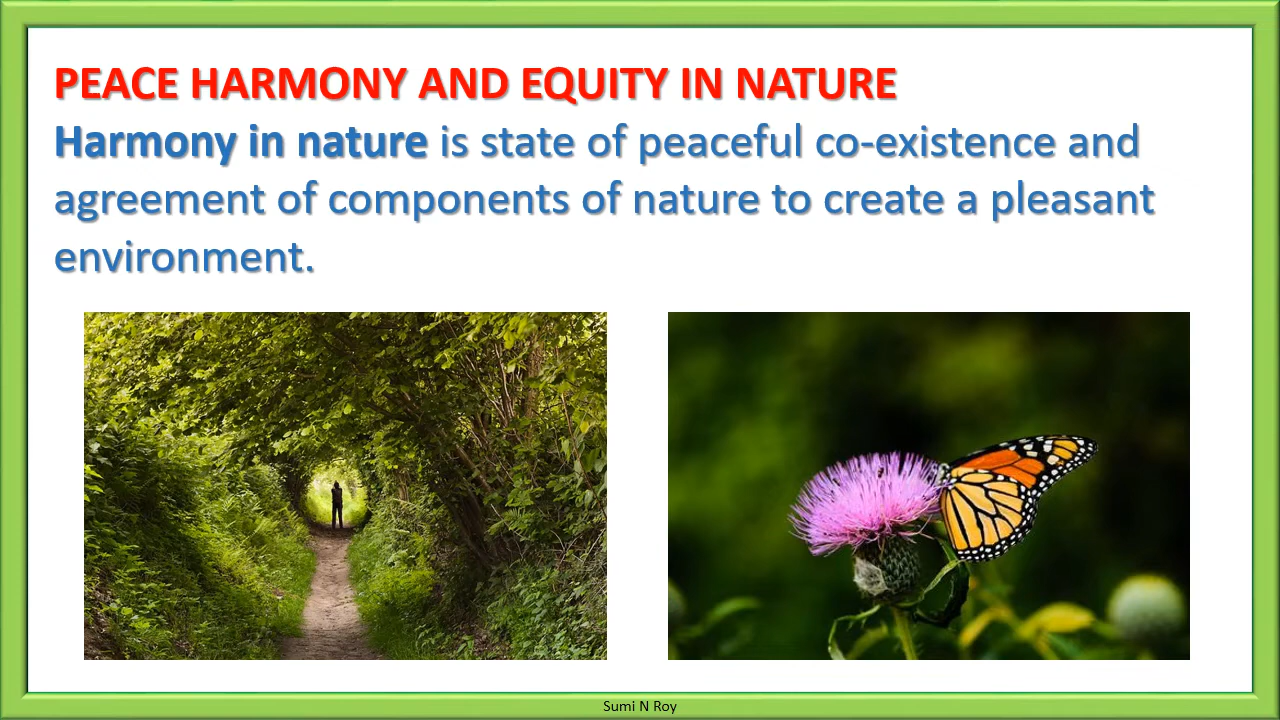 PEACE HARMONY AND EQUITY IN NATURE
Harmony in nature is state of peaceful co-existence and
agreement of components of nature to create a pleasant
environment.
Sumi N Roy